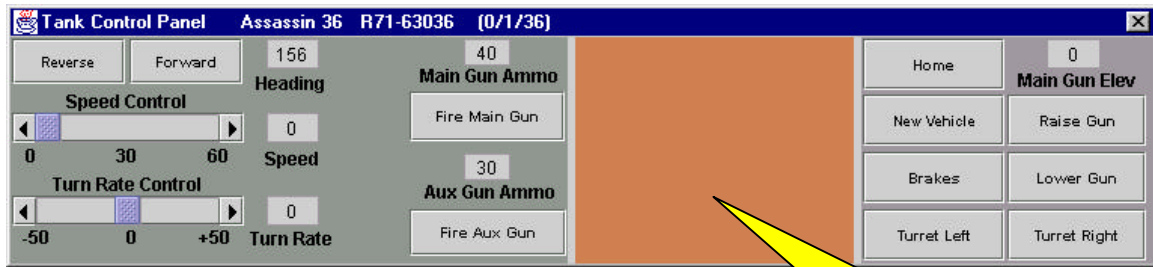 Tank Control Panel Assassin 36 R71-63036 (0/1/36)
Reverse
Forward
156
Heading
Speed Control
0 30 60
0
Speed
Turn Rate Control
-50 0 +50
0
Turn Rate
40
Main Gun Ammo
Fire Main Gun
30
Aux Gun Ammo
Fire Aux Gun
Home
0
Main Gun Elev
New Vehicle
Raise Gun
Brakes
Lower Gun
Turret Left
Turret Right